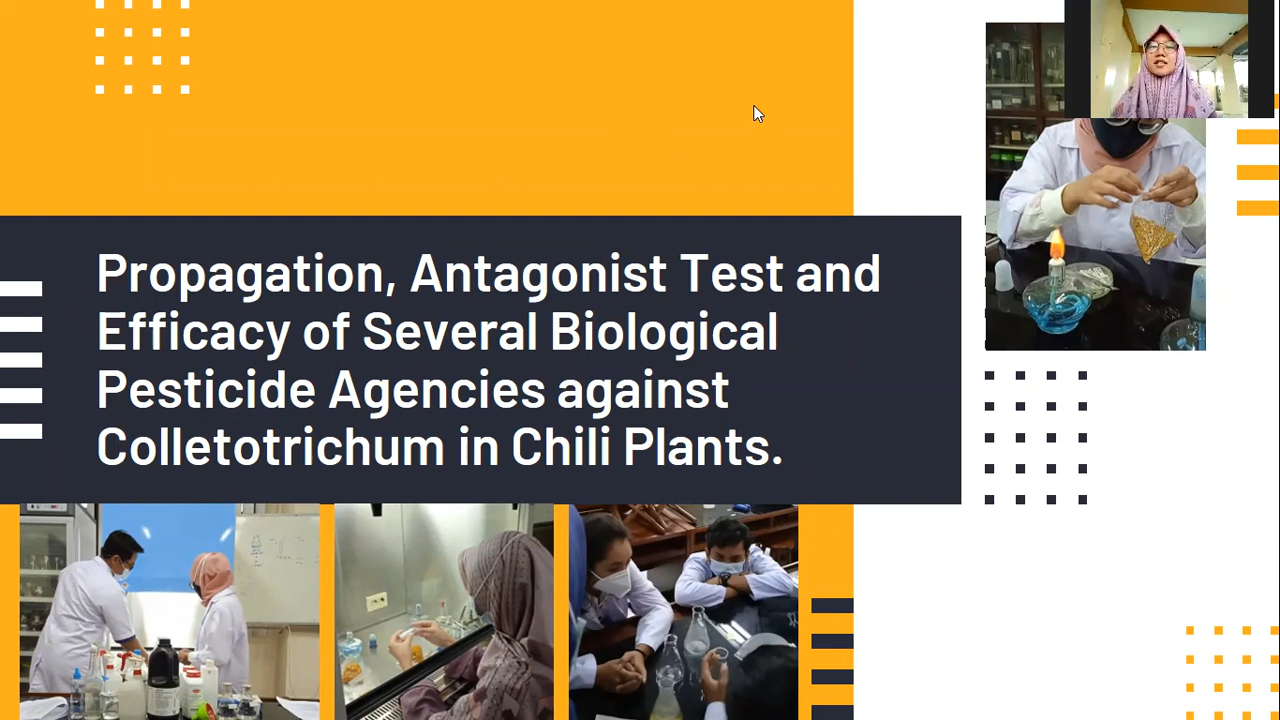 Propagation, Antagonist Test and
Efficacy of Several Biological
Pesticide Agencies against
Colletotrichum in Chili Plants.